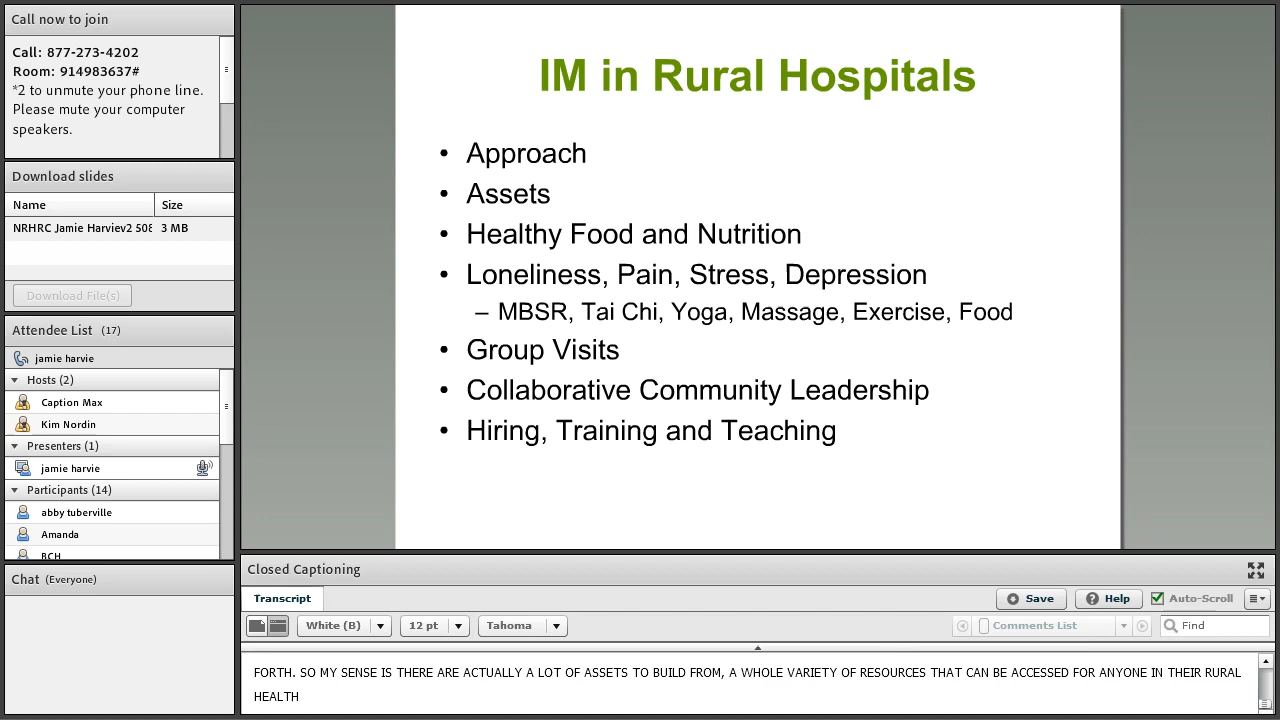 Call now to join
Call: 877-273-4202
Room: 914983637#
*2 to unmute your phone line.
Please mute your computer
speakers.
Download slides
Name Size
NRHRC Jamie Harviev2 508 3 MB
Download File(s)
Attendee List (17)
jamie harvie
Hosts (2)
Caption Max
Kim Nordin
Presenters (1)
jamie harvie
Participants (14)
abby tuberville
Amanda
BCH
Chat (Everyone)
IM in Rural Hospitals
• Approach
• Assets
• Healthy Food and Nutrition
• Loneliness, Pain, Stress, Depression
– MBSR, Tai Chi, Yoga, Massage, Exercise, Food
• Group Visits
• Collaborative Community Leadership
• Hiring, Training and Teaching
Closed Captioning
Transcript Save Help Auto-Scroll
White (B) 12 pt Tahoma Comments List Find
FORTH. SO MY SENSE IS THERE ARE ACTUALLY A LOT OF ASSETS TO BUILD FROM, A WHOLE VARIETY OF RESOURCES THAT CAN BE ACCESSED FOR ANYONE IN THEIR RURAL
HEALTH